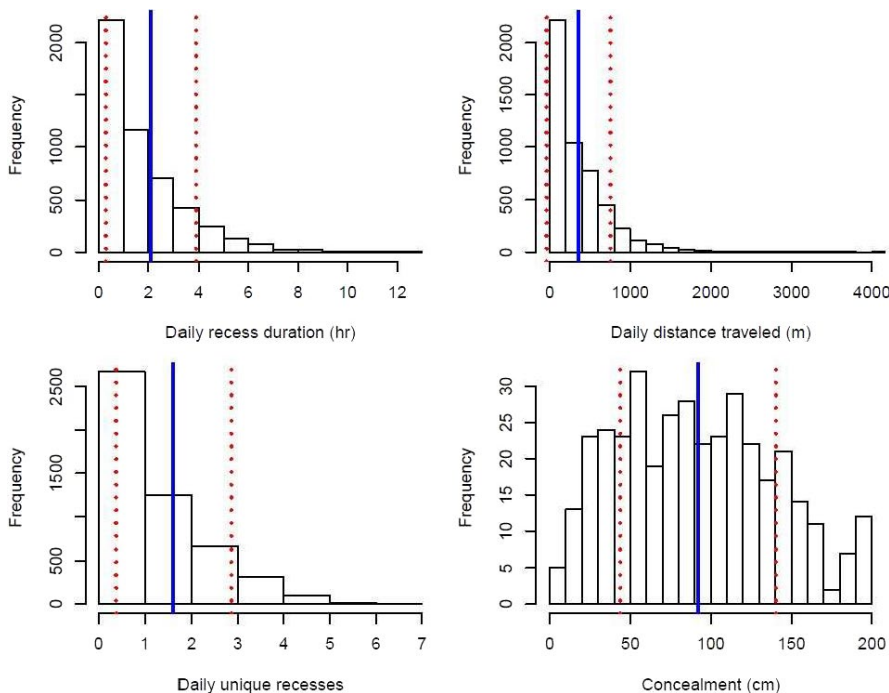 Frequency
0 500 1000 2000
0 2 4 6 8 10 12
Daily recess duration (hr)
Frequency
0 500 1000 1500 2000
0 1000 2000 3000 4000
Daily distance traveled (m)
Frequency
0 500 1500 2500
0 1 2 3 4 5 6 7
Daily unique recesses
Frequency
0 5 10 15 20 25 30
0 50 100 150 200
Concealment (cm)